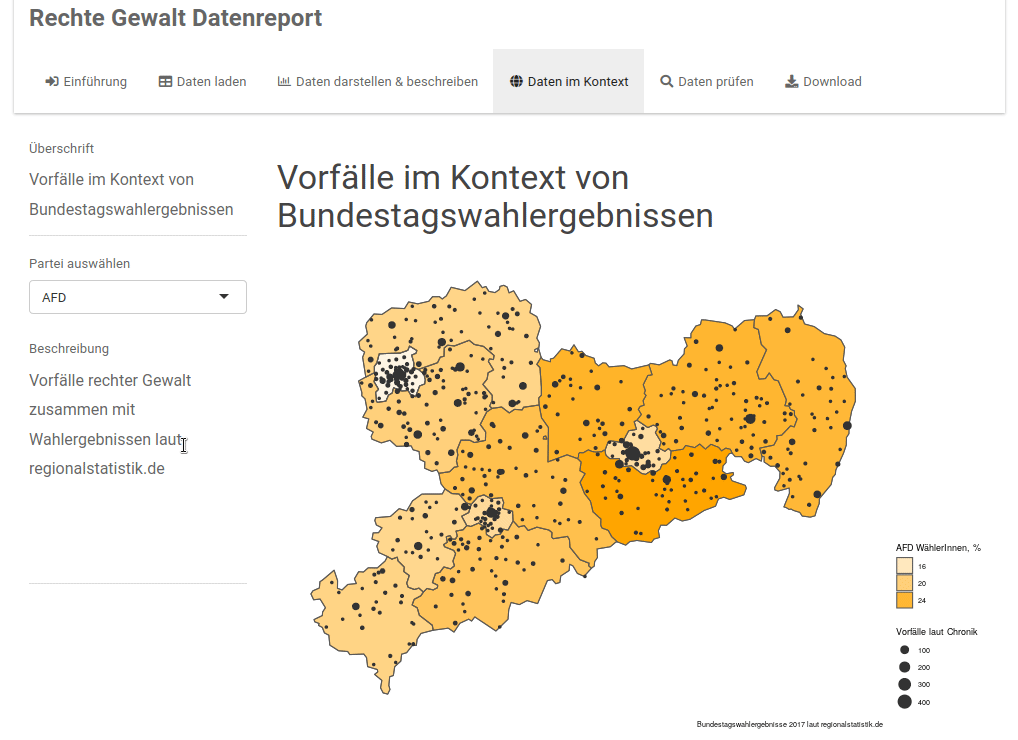 Rechte Gewalt Datenreport
Einführung
Daten laden
Daten darstellen & beschreiben
Daten im Kontext
Daten prüfen
Download
Überschrift
Vorfälle im Kontext von
Bundestagswahlergebnissen
Partei auswählen
AFD
Beschreibung
Vorfälle rechter Gewalt
zusammen mit
Wahlergebnissen laut
regionalstatistik.de
Vorfälle im Kontext von
Bundestagswahlergebnissen
AFD WählerInnen, %
16
20
24
Vorfälle laut Chronik
100
200
300
400
Bundestagswahlergebnisse 2017 laut regionalstatistik.de